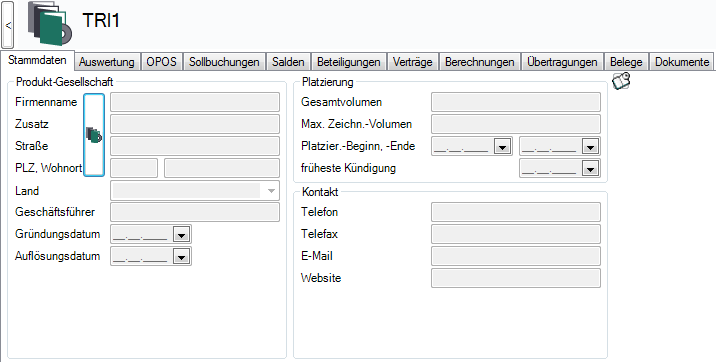 <
TRI1
Stammdaten Auswertung OPOS Sollbuchungen Salden Beteiligungen Verträge Berechnungen Übertragungen Belege Dokumente
Produkt-Gesellschaft
Firmenname
Zusatz
Straße
PLZ, Wohnort
Land
Geschäftsführer
Gründungsdatum __.__.____
Auflösungsdatum __.__.____
Platzierung
Gesamtvolumen
Max. Zeichn.-Volumen
Platzier.-Beginn, -Ende __.__.____ __.__.____
früheste Kündigung __.__.____
Kontakt
Telefon
Telefax
E-Mail
Website